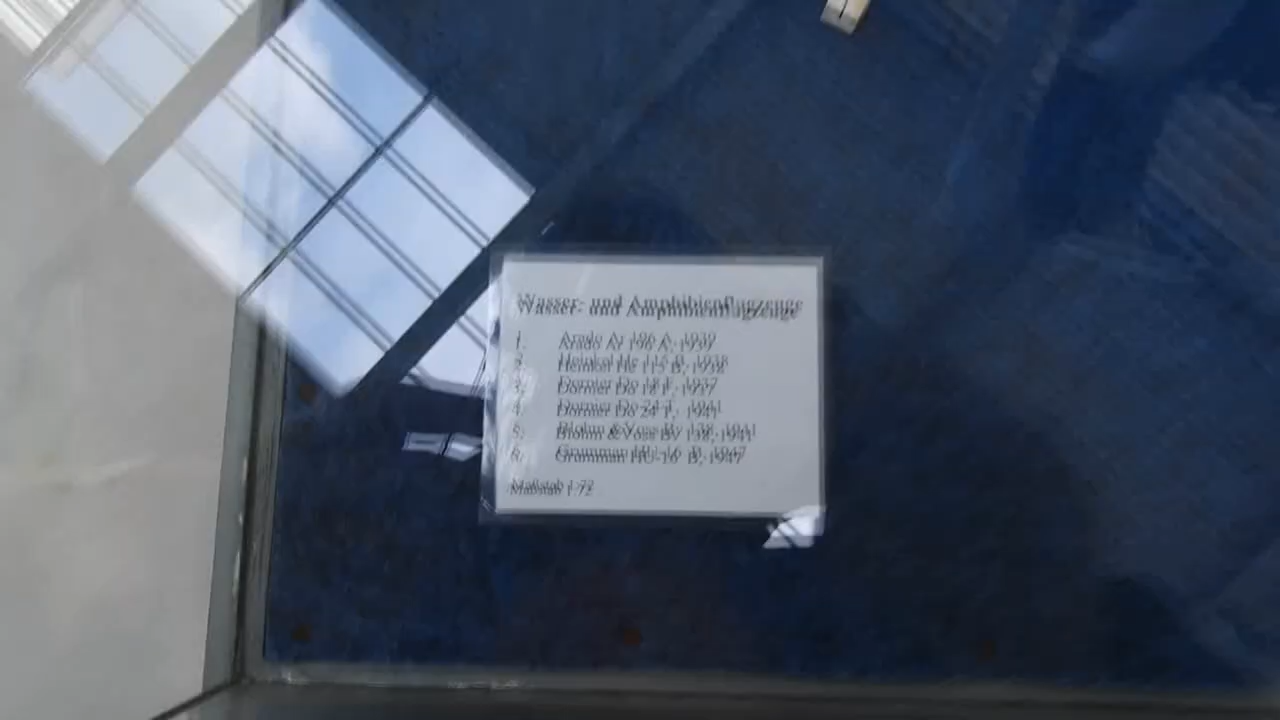 Wasser- und Amphibienflugzeuge
1. Arado Ar 196 A, 1939
2. Heinkel He 115 B, 1938
3. Dornier Do 18 F, 1937
4. Dornier Do 24 T, 1941
5. Blohm & Voss BV 138, 1941
6. Grumman HU-16 B, 1947
Maßstab 1:72